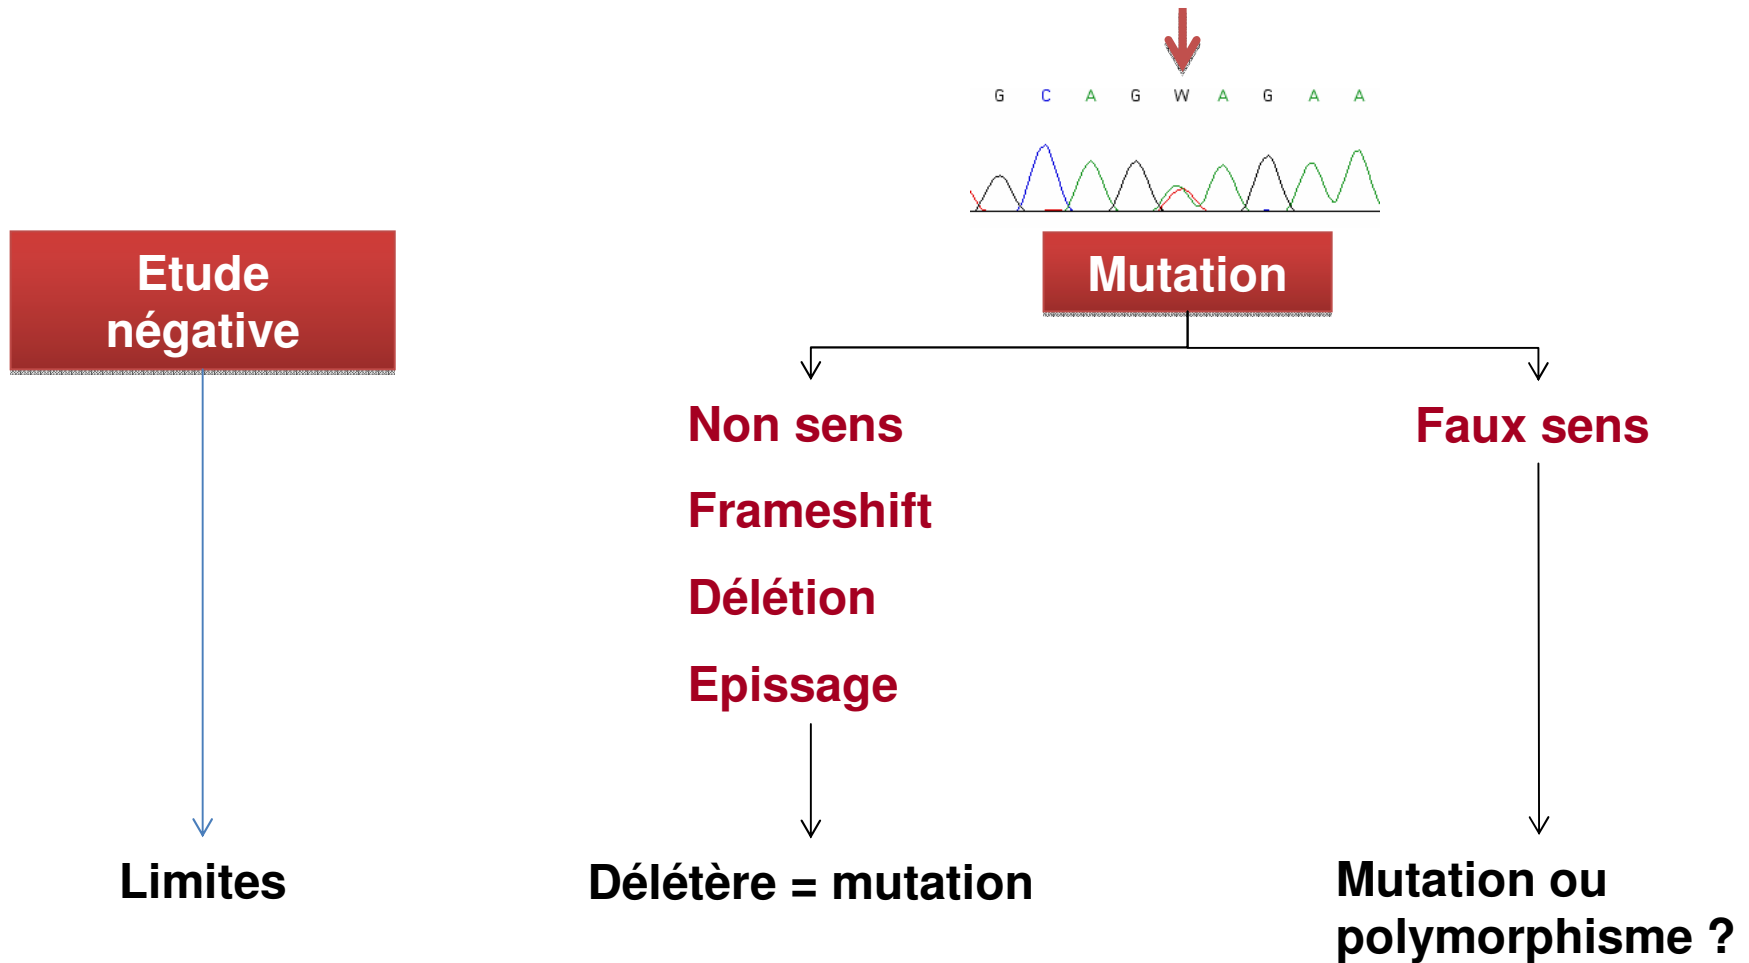 G C A G W A G A A
Etude
négative
Mutation
Non sens
Faux sens
Frameshift
Délétion
Epissage
Limites
Délétère = mutation
Mutation ou
polymorphisme ?